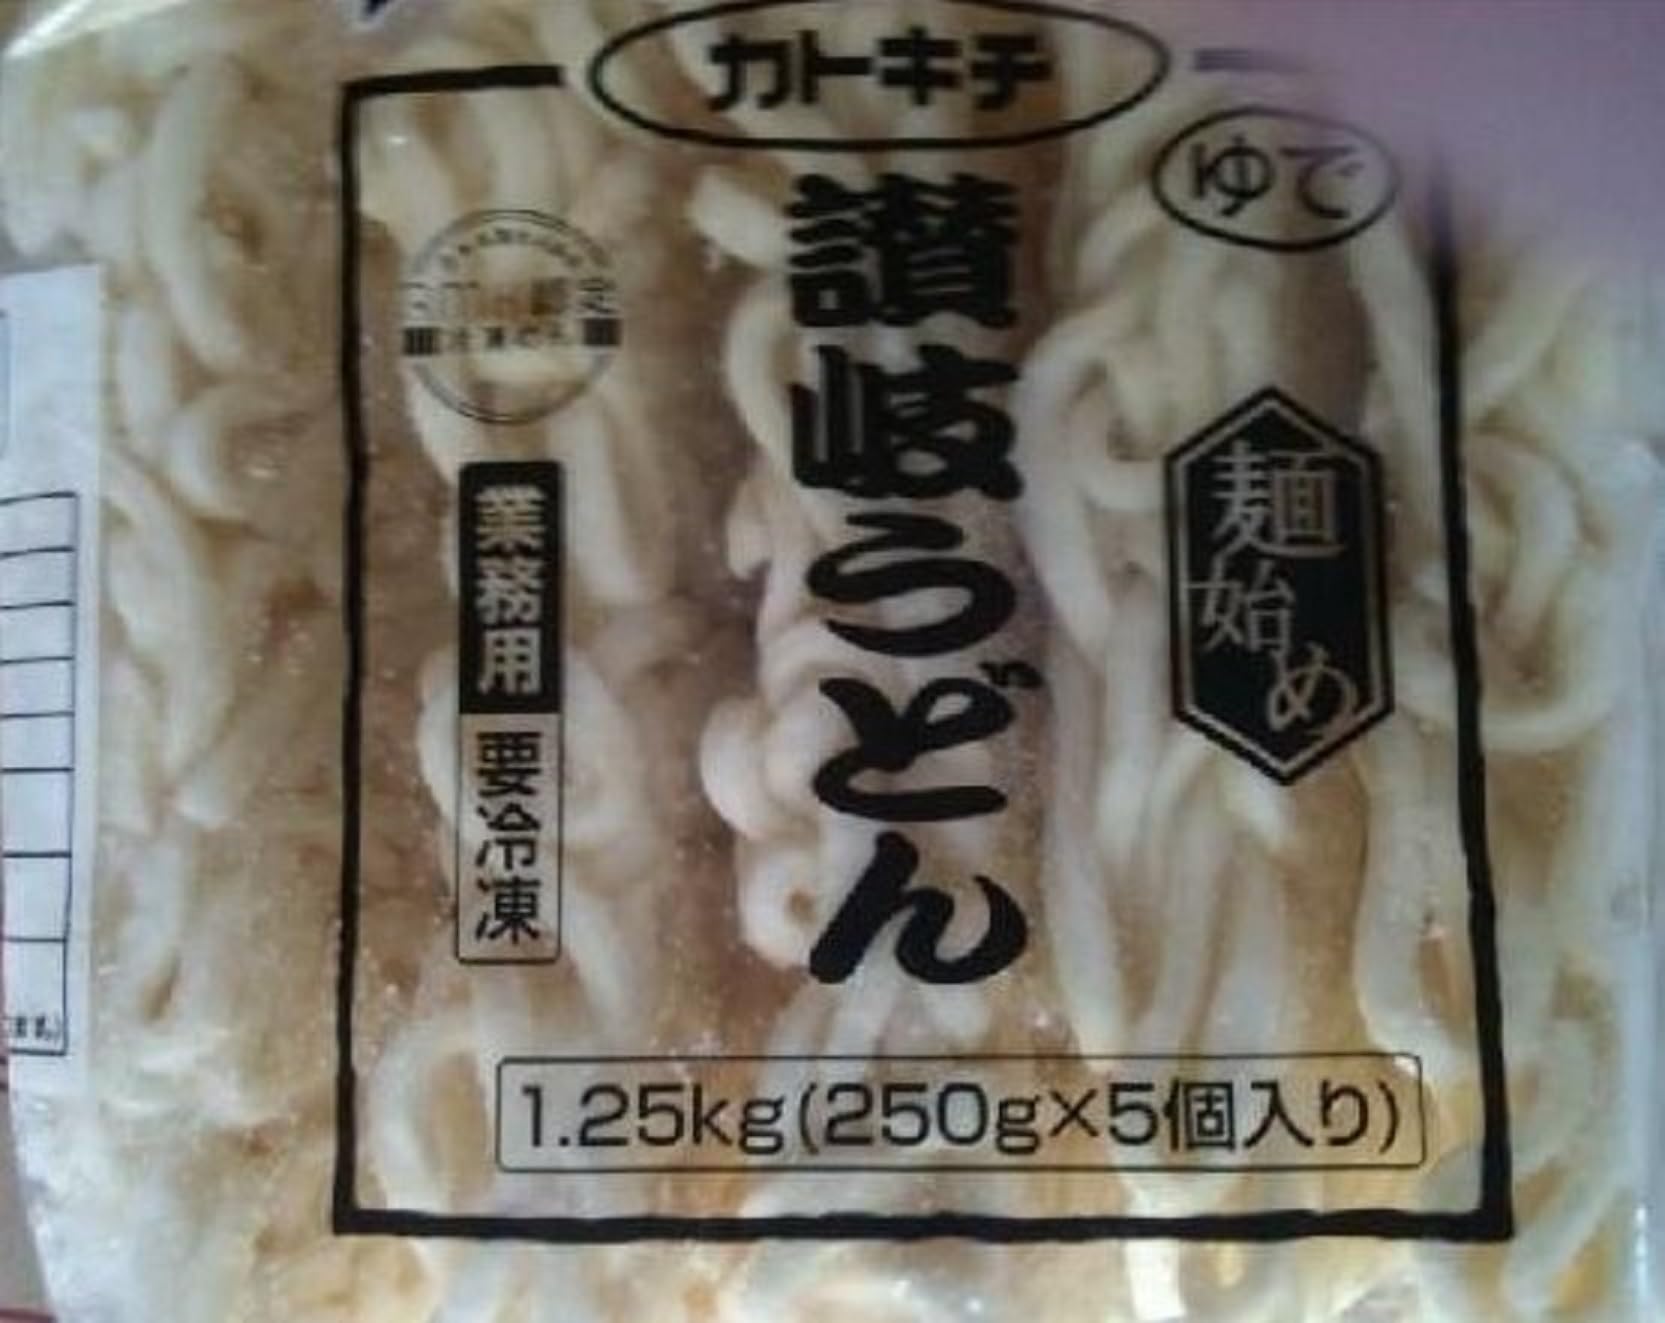 カトキチ
ゆで
讃岐うどん
麺始め
業務用
要冷凍
1.25kg(250g×5個入り)